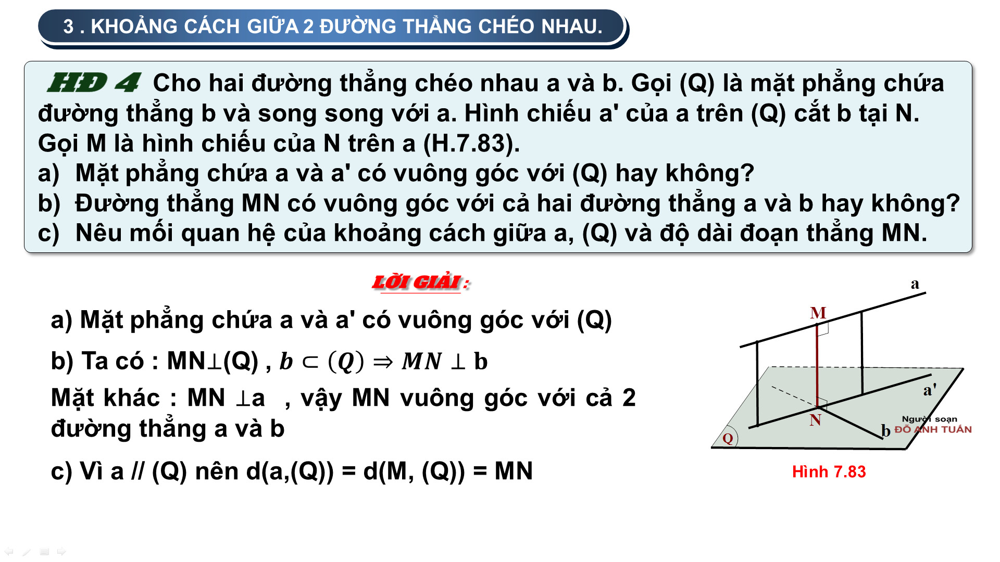 3 . KHOẢNG CÁCH GIỮA 2 ĐƯỜNG THẲNG CHÉO NHAU.
HĐ 4 Cho hai đường thẳng chéo nhau a và b. Gọi (Q) là mặt phẳng chứa
đường thẳng b và song song với a. Hình chiếu a' của a trên (Q) cắt b tại N.
Gọi M là hình chiếu của N trên a (H.7.83).
a) Mặt phẳng chứa a và a' có vuông góc với (Q) hay không?
b) Đường thẳng MN có vuông góc với cả hai đường thẳng a và b hay không?
c) Nêu mối quan hệ của khoảng cách giữa a, (Q) và độ dài đoạn thẳng MN.
LỜI GIẢI :
a) Mặt phẳng chứa a và a' có vuông góc với (Q)
b) Ta có : MN⊥(Q) , b ⊂ (Q) ⇒ MN ⊥ b
Mặt khác : MN ⊥a , vậy MN vuông góc với cả 2
đường thẳng a và b
c) Vì a // (Q) nên d(a,(Q)) = d(M, (Q)) = MN
a
M
a'
N
b
Q
Người soạn
ĐỖ ANH TUẤN
Hình 7.83